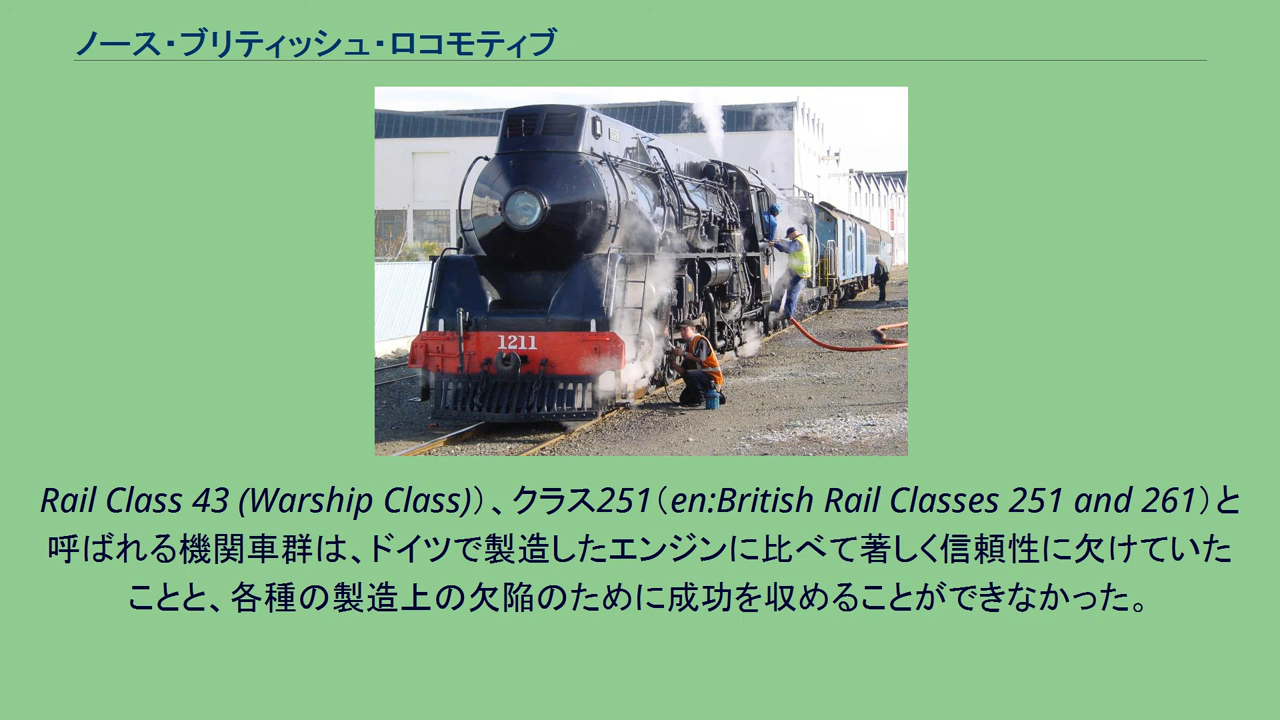 ノース・ブリティッシュ・ロコモティブ
1211
Rail Class 43 (Warship Class)）、クラス251（en:British Rail Classes 251 and 261）と
呼ばれる機関車群は、ドイツで製造したエンジンに比べて著しく信頼性に欠けていた
ことと、各種の製造上の欠陥のために成功を収めることができなかった。